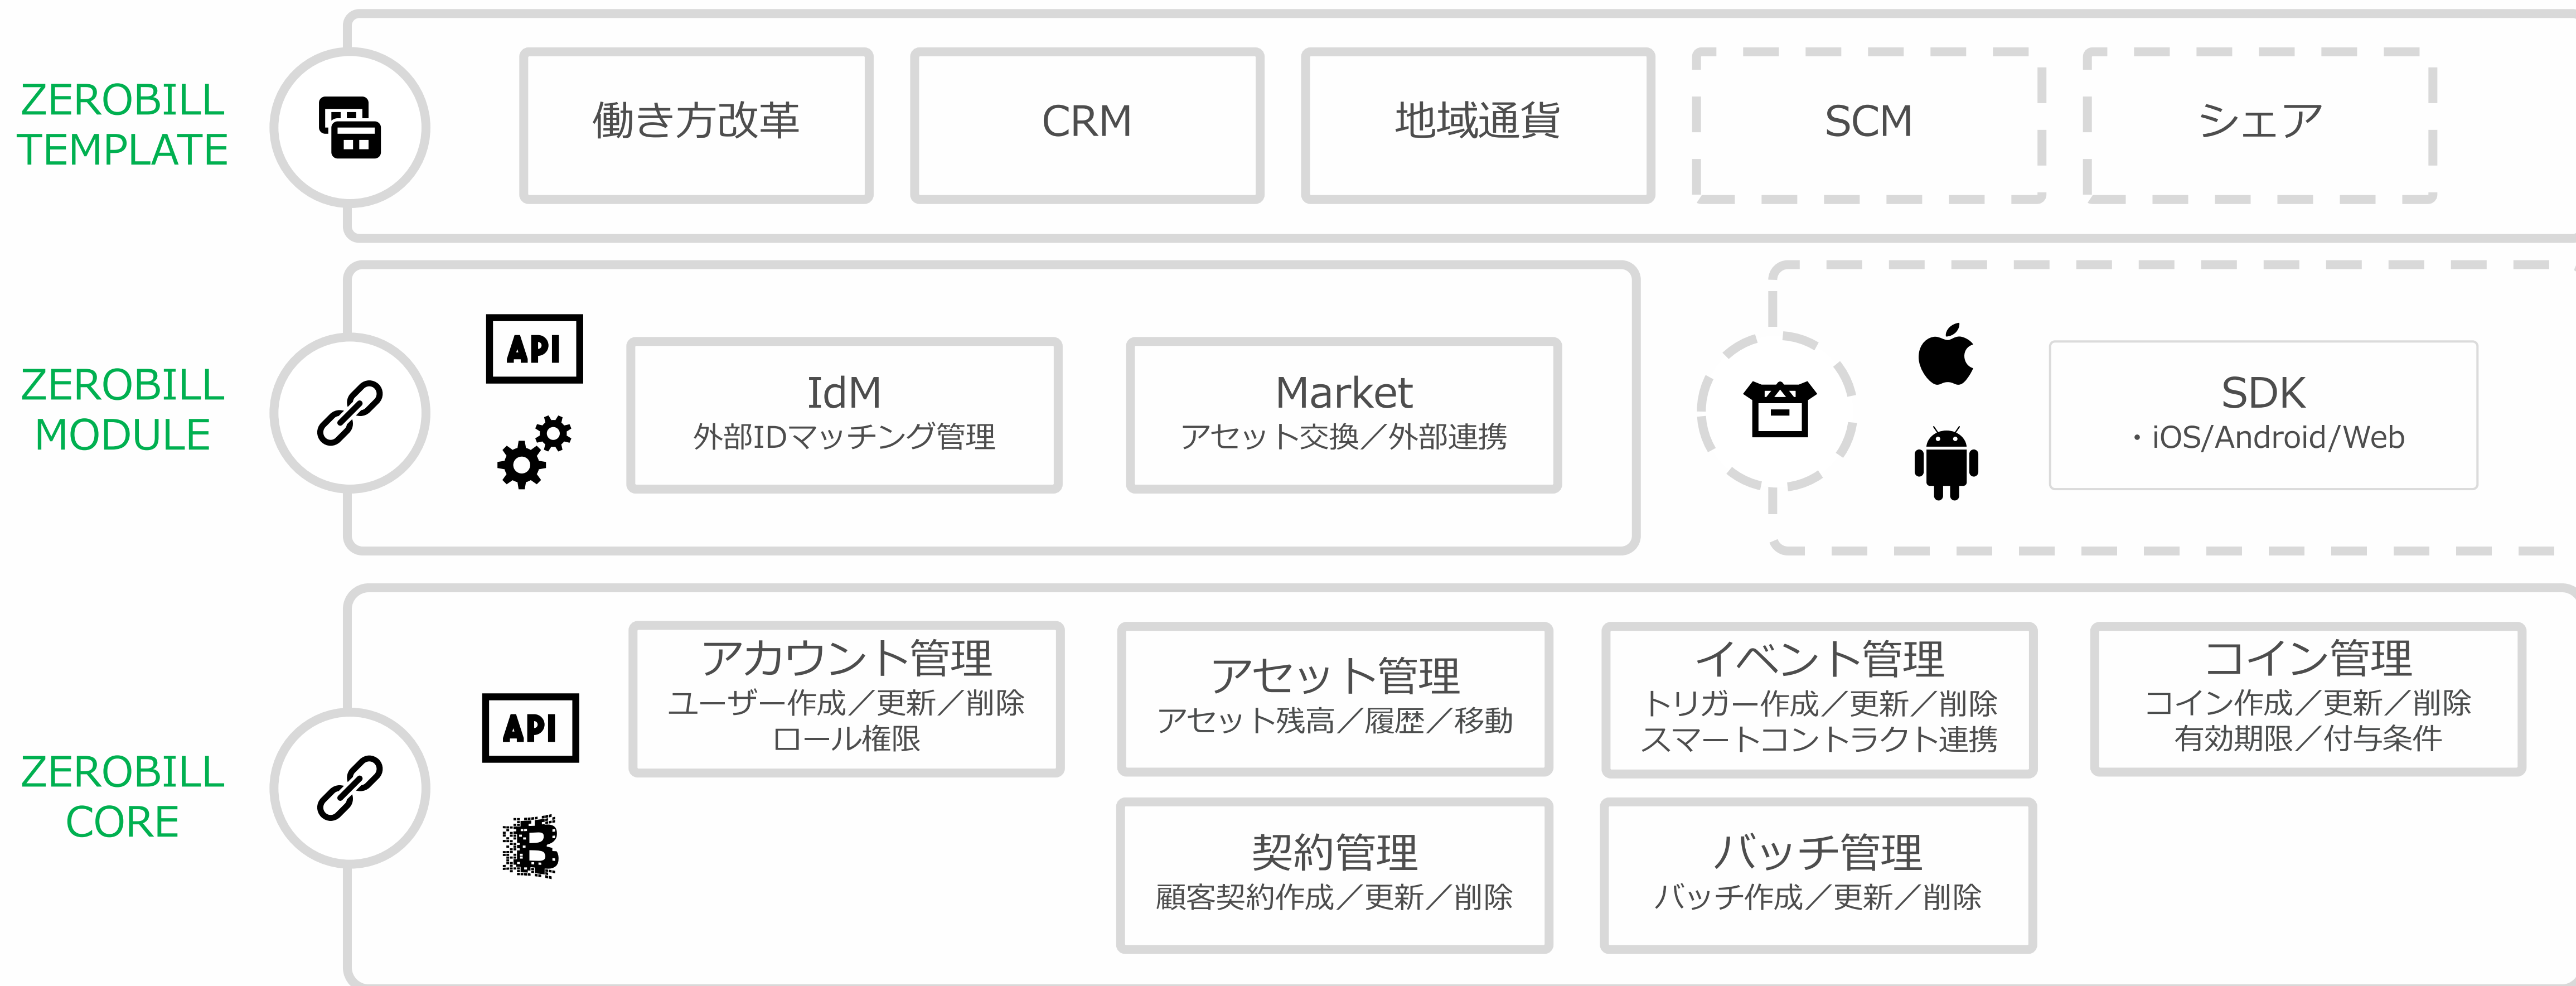 ZEROBILL
TEMPLATE
働き方改革
CRM
地域通貨
SCM
シェア
ZEROBILL
MODULE
API
IdM
外部IDマッチング管理
Market
アセット交換／外部連携
SDK
・iOS/Android/Web
ZEROBILL
CORE
API
アカウント管理
ユーザー作成／更新／削除
ロール権限
アセット管理
アセット残高／履歴／移動
イベント管理
トリガー作成／更新／削除
スマートコントラクト連携
コイン管理
コイン作成／更新／削除
有効期限／付与条件
契約管理
顧客契約作成／更新／削除
バッチ管理
バッチ作成／更新／削除